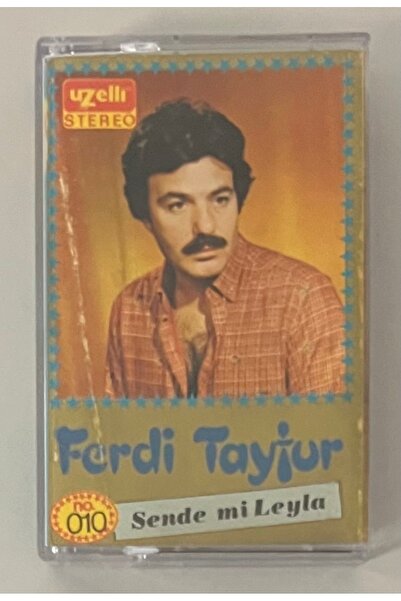 uzelli
STEREO
Ferdi Tayfur
no.
010
Sende mi Leyla